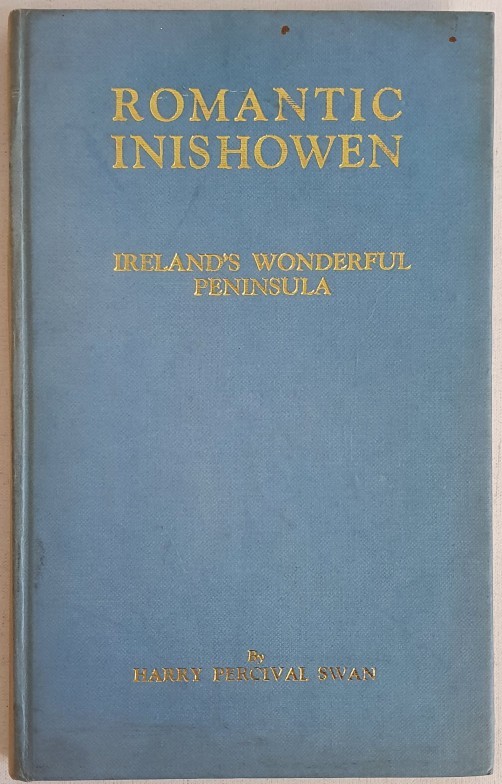 ROMANTIC
INISHOWEN
IRELAND'S WONDERFUL
PENINSULA
By
HARRY PERCIVAL SWAN